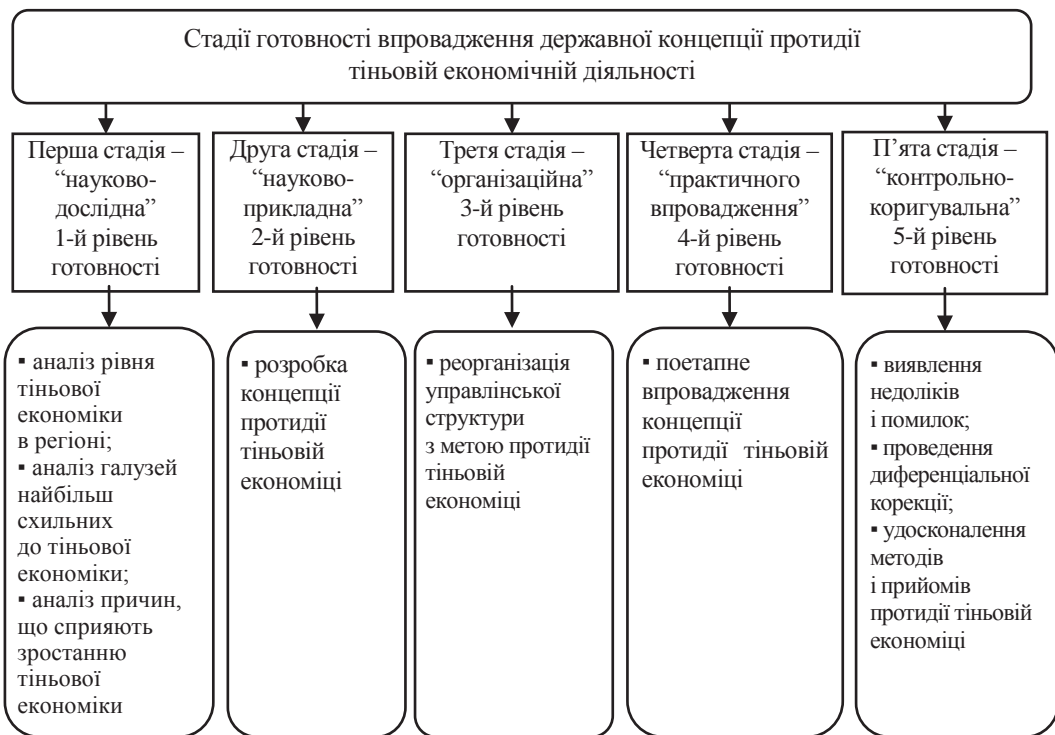 Стадії готовності впровадження державної концепції протидії
тіньовій економічній діяльності
Перша стадія –
“науково-
дослідна”
1-й рівень
готовності
Друга стадія –
“науково-
прикладна”
2-й рівень
готовності
Третя стадія –
“організаційна”
3-й рівень
готовності
Четверта стадія –
“практичного
впровадження”
4-й рівень
готовності
П’ята стадія –
“контрольно-
коригувальна”
5-й рівень
готовності
▪ аналіз рівня
тіньової
економіки
в регіоні;
▪ аналіз галузей
найбільш
схильних
до тіньової
економіки;
▪ аналіз причин,
що сприяють
зростанню
тіньової
економіки
▪ розробка
концепції
протидії
тіньовій
економіці
▪ реорганізація
управлінської
структури
з метою протидії
тіньовій
економіці
▪ поетапне
впровадження
концепції
протидії тіньовій
економіці
▪ виявлення
недоліків
і помилок;
▪ проведення
диференціальної
корекції;
▪ удосконалення
методів
і прийомів
протидії тіньовій
економіці